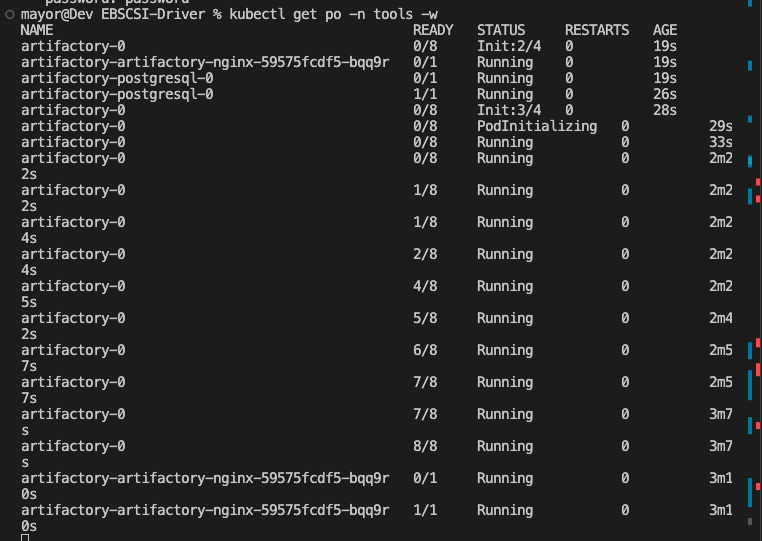 password: password
mayor@Dev EBSCSI-Driver % kubectl get po -n tools -w
NAME READY STATUS RESTARTS AGE
artifactory-0 0/8 Init:2/4 0 19s
artifactory-artifactory-nginx-59575fcdf5-bqq9r 0/1 Running 0 19s
artifactory-postgresql-0 0/1 Running 0 19s
artifactory-postgresql-0 1/1 Running 0 26s
artifactory-0 0/8 Init:3/4 0 28s
artifactory-0 0/8 PodInitializing 0 29s
artifactory-0 0/8 Running 0 33s
artifactory-0 0/8 Running 0 2m2
2s
artifactory-0 1/8 Running 0 2m2
2s
artifactory-0 1/8 Running 0 2m2
4s
artifactory-0 2/8 Running 0 2m2
4s
artifactory-0 4/8 Running 0 2m2
5s
artifactory-0 5/8 Running 0 2m4
2s
artifactory-0 6/8 Running 0 2m5
7s
artifactory-0 7/8 Running 0 2m5
7s
artifactory-0 7/8 Running 0 3m7
s
artifactory-0 8/8 Running 0 3m7
s
artifactory-artifactory-nginx-59575fcdf5-bqq9r 0/1 Running 0 3m1
0s
artifactory-artifactory-nginx-59575fcdf5-bqq9r 1/1 Running 0 3m1
0s